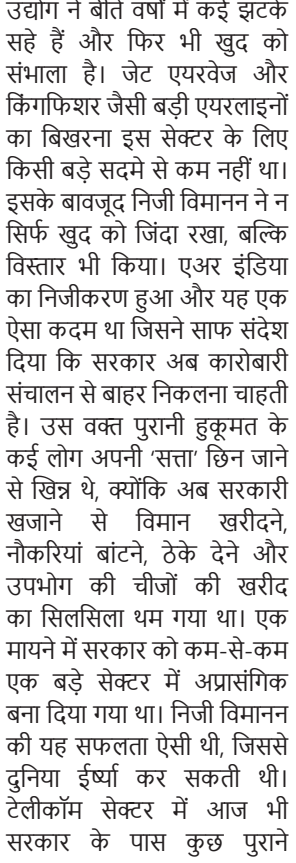 उद्योग ने बीते वर्षों में कई झटके
सहे हैं और फिर भी खुद को
संभाला है। जेट एयरवेज और
किंगफिशर जैसी बड़ी एयरलाइनों
का बिखरना इस सेक्टर के लिए
किसी बड़े सदमे से कम नहीं था।
इसके बावजूद निजी विमानन ने न
सिर्फ खुद को जिंदा रखा, बल्कि
विस्तार भी किया। एअर इंडिया
का निजीकरण हुआ और यह एक
ऐसा कदम था जिसने साफ संदेश
दिया कि सरकार अब कारोबारी
संचालन से बाहर निकलना चाहती
है। उस वक्त पुरानी हुकूमत के
कई लोग अपनी 'सत्ता' छिन जाने
से खिन्न थे, क्योंकि अब सरकारी
खजाने से विमान खरीदने,
नौकरियां बांटने, ठेके देने और
उपभोग की चीजों की खरीद
का सिलसिला थम गया था। एक
मायने में सरकार को कम-से-कम
एक बड़े सेक्टर में अप्रासंगिक
बना दिया गया था। निजी विमानन
की यह सफलता ऐसी थी, जिससे
दुनिया ईर्ष्या कर सकती थी।
टेलीकॉम सेक्टर में आज भी
सरकार के पास कुछ पुराने